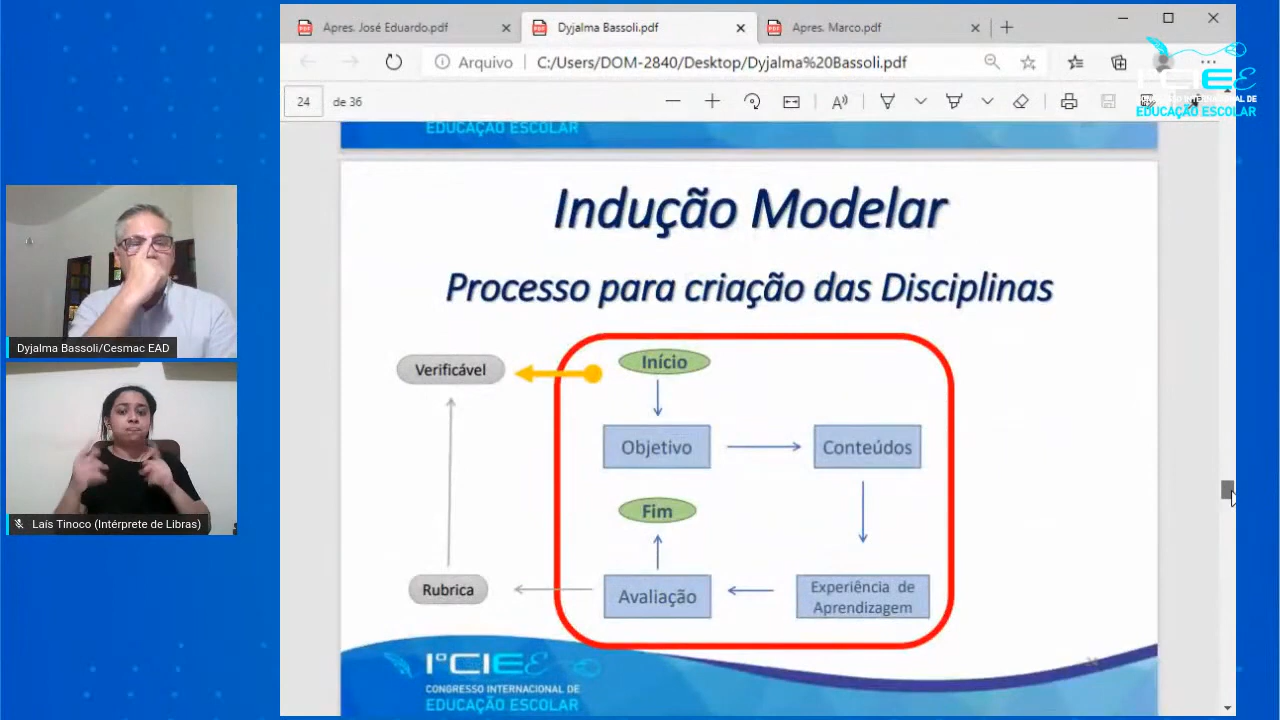 Apres. José Eduardo.pdf
Dyjalma Bassoli.pdf
Apres. Marco.pdf
Arquivo
C:/Users/DOM-2840/Desktop/Dyjalma%20Bassoli.pdf
24 de 36
EDUCAÇÃO ESCOLAR
EDUCAÇÃO ESCOLAR
Indução Modelar
Processo para criação das Disciplinas
Verificável
Início
Objetivo
Conteúdos
Fim
Rubrica
Avaliação
Experiência de
Aprendizagem
Dyjalma Bassoli/Cesmac EAD
Laís Tinoco (Intérprete de Libras)
1°CIEE
CONGRESSO INTERNACIONAL DE
EDUCAÇÃO ESCOLAR